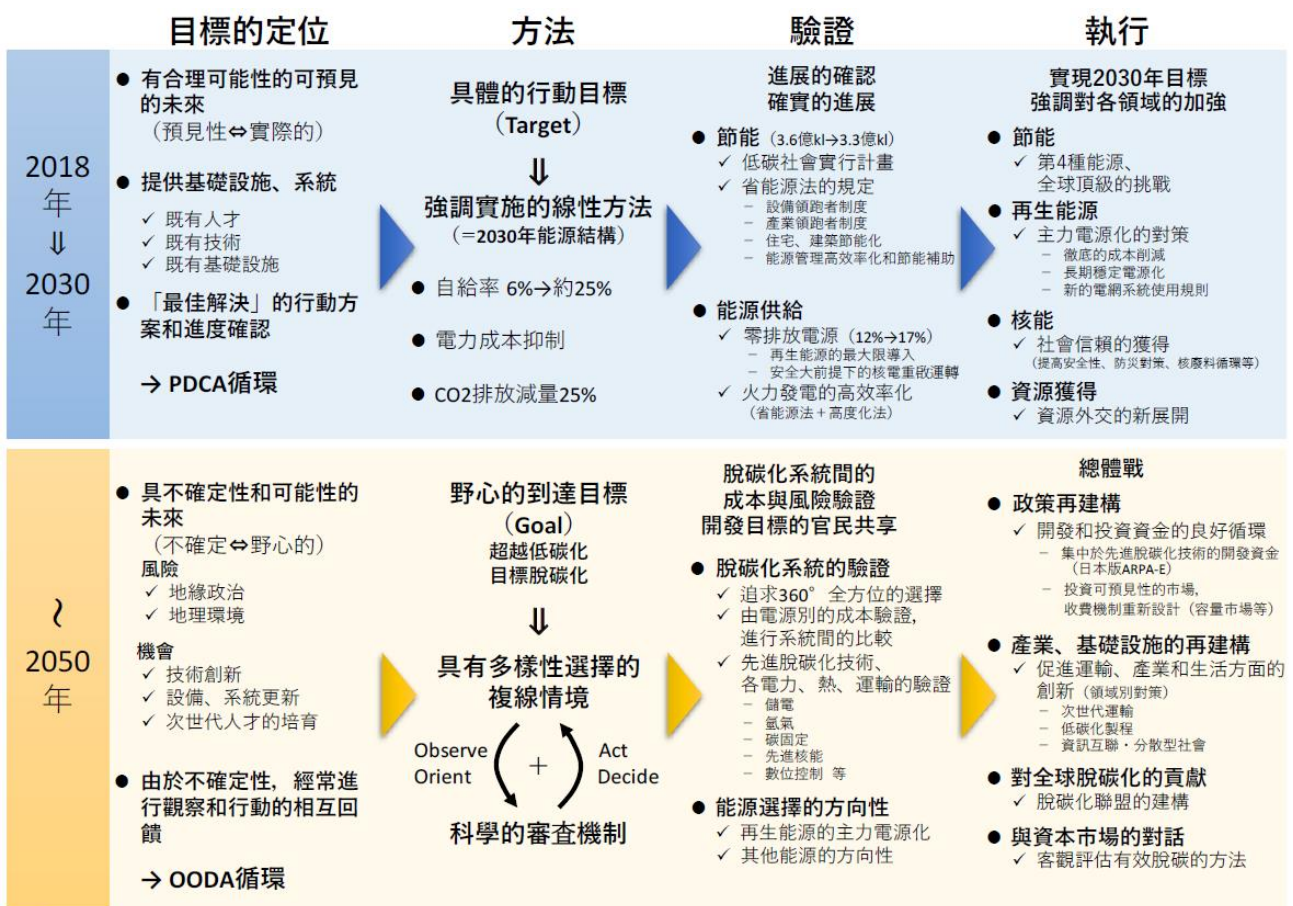 目標的定位
方法
驗證
執行
2018
年
⇓
2030
年
● 有合理可能性的可預見
的未來
（預見性⇔實際的）
● 提供基礎設施、系統
✓ 既有人才
✓ 既有技術
✓ 既有基礎設施
● 「最佳解決」的行動方
案和進度確認
→ PDCA循環
具體的行動目標
（Target）
⇓
強調實施的線性方法
（=2030年能源結構）
● 自給率 6%→約25%
● 電力成本抑制
● CO2排放減量25%
進展的確認
確實的進展
● 節能（3.6億kl→3.3億kl）
✓ 低碳社會實行計畫
✓ 省能源法的規定
– 設備領跑者制度
– 產業領跑者制度
– 住宅、建築節能化
– 能源管理高效率化和節能補助
● 能源供給
✓ 零排放電源（12%→17%）
– 再生能源的最大限導入
– 安全大前提下的核電重啟運轉
✓ 火力發電的高效率化
（省能源法＋高度化法）
實現2030年目標
強調對各領域的加強
● 節能
✓ 第4種能源、
全球頂級的挑戰
● 再生能源
✓ 主力電源化的對策
– 徹底的成本削減
– 長期穩定電源化
– 新的電網系統使用規則
● 核能
✓ 社會信賴的獲得
（提高安全性、防災對策、核廢料循環等）
● 資源獲得
✓ 資源外交的新展開
~
2050
年
● 具不確定性和可能性的
未來
（不確定⇔野心的）
風險
✓ 地緣政治
✓ 地理環境
機會
✓ 技術創新
✓ 設備、系統更新
✓ 次世代人才的培育
● 由於不確定性，經常進
行觀察和行動的相互回
饋
→ OODA循環
野心的到達目標
（Goal）
超越低碳化
目標脫碳化
⇓
具有多樣性選擇的
複線情境
Observe
Orient
+
Act
Decide
科學的審查機制
脫碳化系統間的
成本與風險驗證
開發目標的官民共享
● 脫碳化系統的驗證
✓ 追求360°全方位的選擇
✓ 由電源別的成本驗證，
進行系統間的比較
✓ 先進脫碳化技術、
各電力、熱、運輸的驗證
– 儲電
– 氫氣
– 碳固定
– 先進核能
– 數位控制 等
● 能源選擇的方向性
✓ 再生能源的主力電源化
✓ 其他能源的方向性
總體戰
● 政策再建構
✓ 開發和投資資金的良好循環
– 集中於先進脫碳化技術的開發資金
（日本版ARPA-E）
– 投資可預見性的市場，
收費機制重新設計（容量市場等）
● 產業、基礎設施的再建構
✓ 促進運輸、產業和生活方面的
創新（領域別對策）
– 次世代運輸
– 低碳化製程
– 資訊互聯・分散型社會
● 對全球脫碳化的貢獻
✓ 脫碳化聯盟的建構
● 與資本市場的對話
✓ 客觀評估有效脫碳的方法